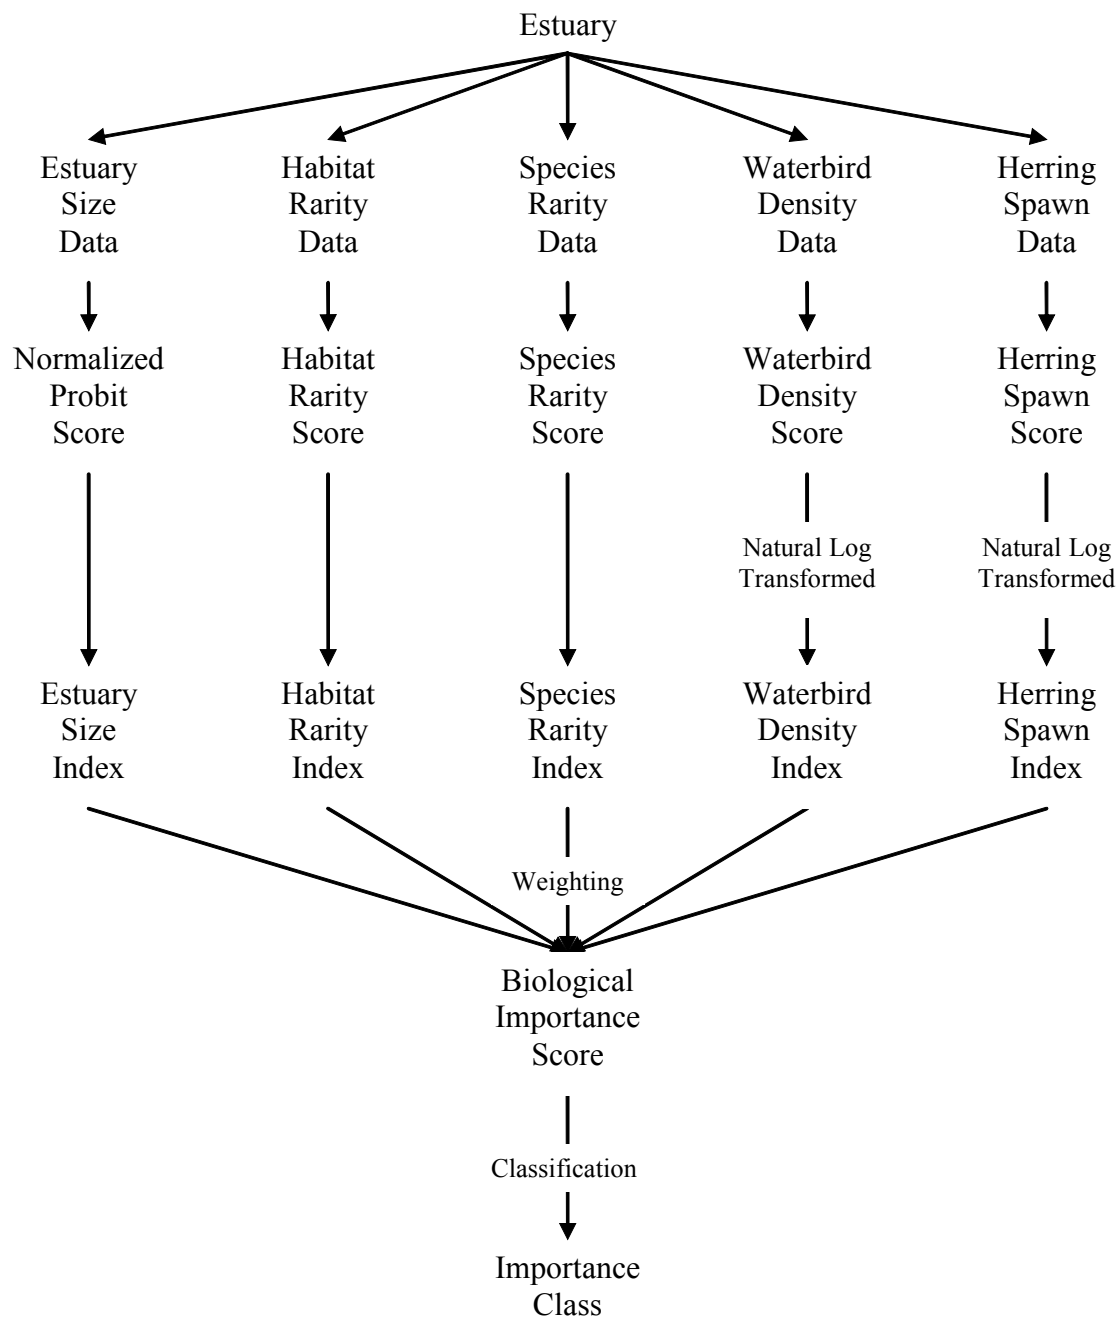 Estuary
Estuary
Size
Data
Habitat
Rarity
Data
Species
Rarity
Data
Waterbird
Density
Data
Herring
Spawn
Data
Normalized
Probit
Score
Habitat
Rarity
Score
Species
Rarity
Score
Waterbird
Density
Score
Herring
Spawn
Score
Natural Log
Transformed
Natural Log
Transformed
Estuary
Size
Index
Habitat
Rarity
Index
Species
Rarity
Index
Waterbird
Density
Index
Herring
Spawn
Index
Weighting
Biological
Importance
Score
Classification
Importance
Class